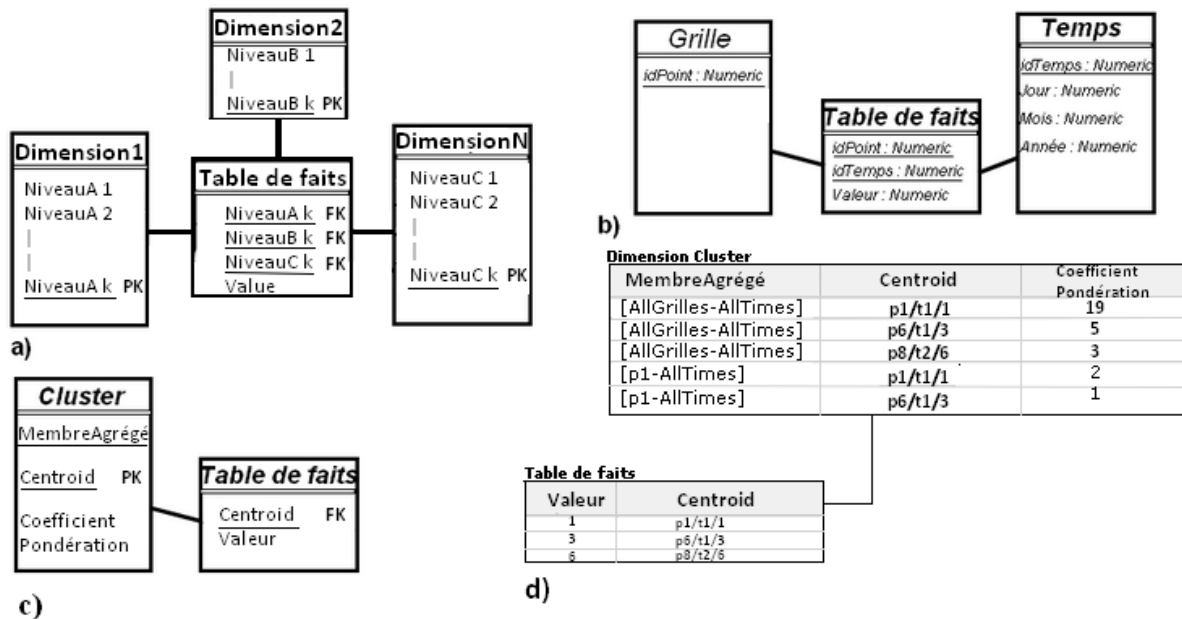 Dimension2
NiveauB 1
NiveauB k PK
Dimension1
NiveauA 1
NiveauA 2
NiveauA k PK
Table de faits
NiveauA k FK
NiveauB k FK
NiveauC k FK
Value
DimensionN
NiveauC 1
NiveauC 2
NiveauC k PK
a)
Grille
idPoint : Numeric
Table de faits
idPoint : Numeric
idTemps : Numeric
Valeur : Numeric
Temps
idTemps : Numeric
Jour : Numeric
Mois : Numeric
Année : Numeric
b)
Cluster
MembreAgrégé
Centroid PK
Coefficient
Pondération
Table de faits
Centroid FK
Valeur
c)
Dimension Cluster
MembreAgrégé Centroid Coefficient Pondération
[AllGrilles-AllTimes] p1/t1/1 19
[AllGrilles-AllTimes] p6/t1/3 5
[AllGrilles-AllTimes] p8/t2/6 3
[p1-AllTimes] p1/t1/1 2
[p1-AllTimes] p6/t1/3 1
Table de faits
Valeur Centroid
1 p1/t1/1
3 p6/t1/3
6 p8/t2/6
d)